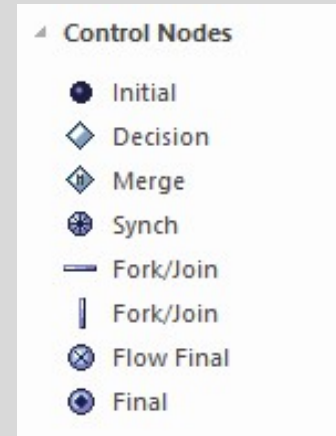 Control Nodes
Initial
Decision
Merge
Synch
Fork/Join
Fork/Join
Flow Final
Final